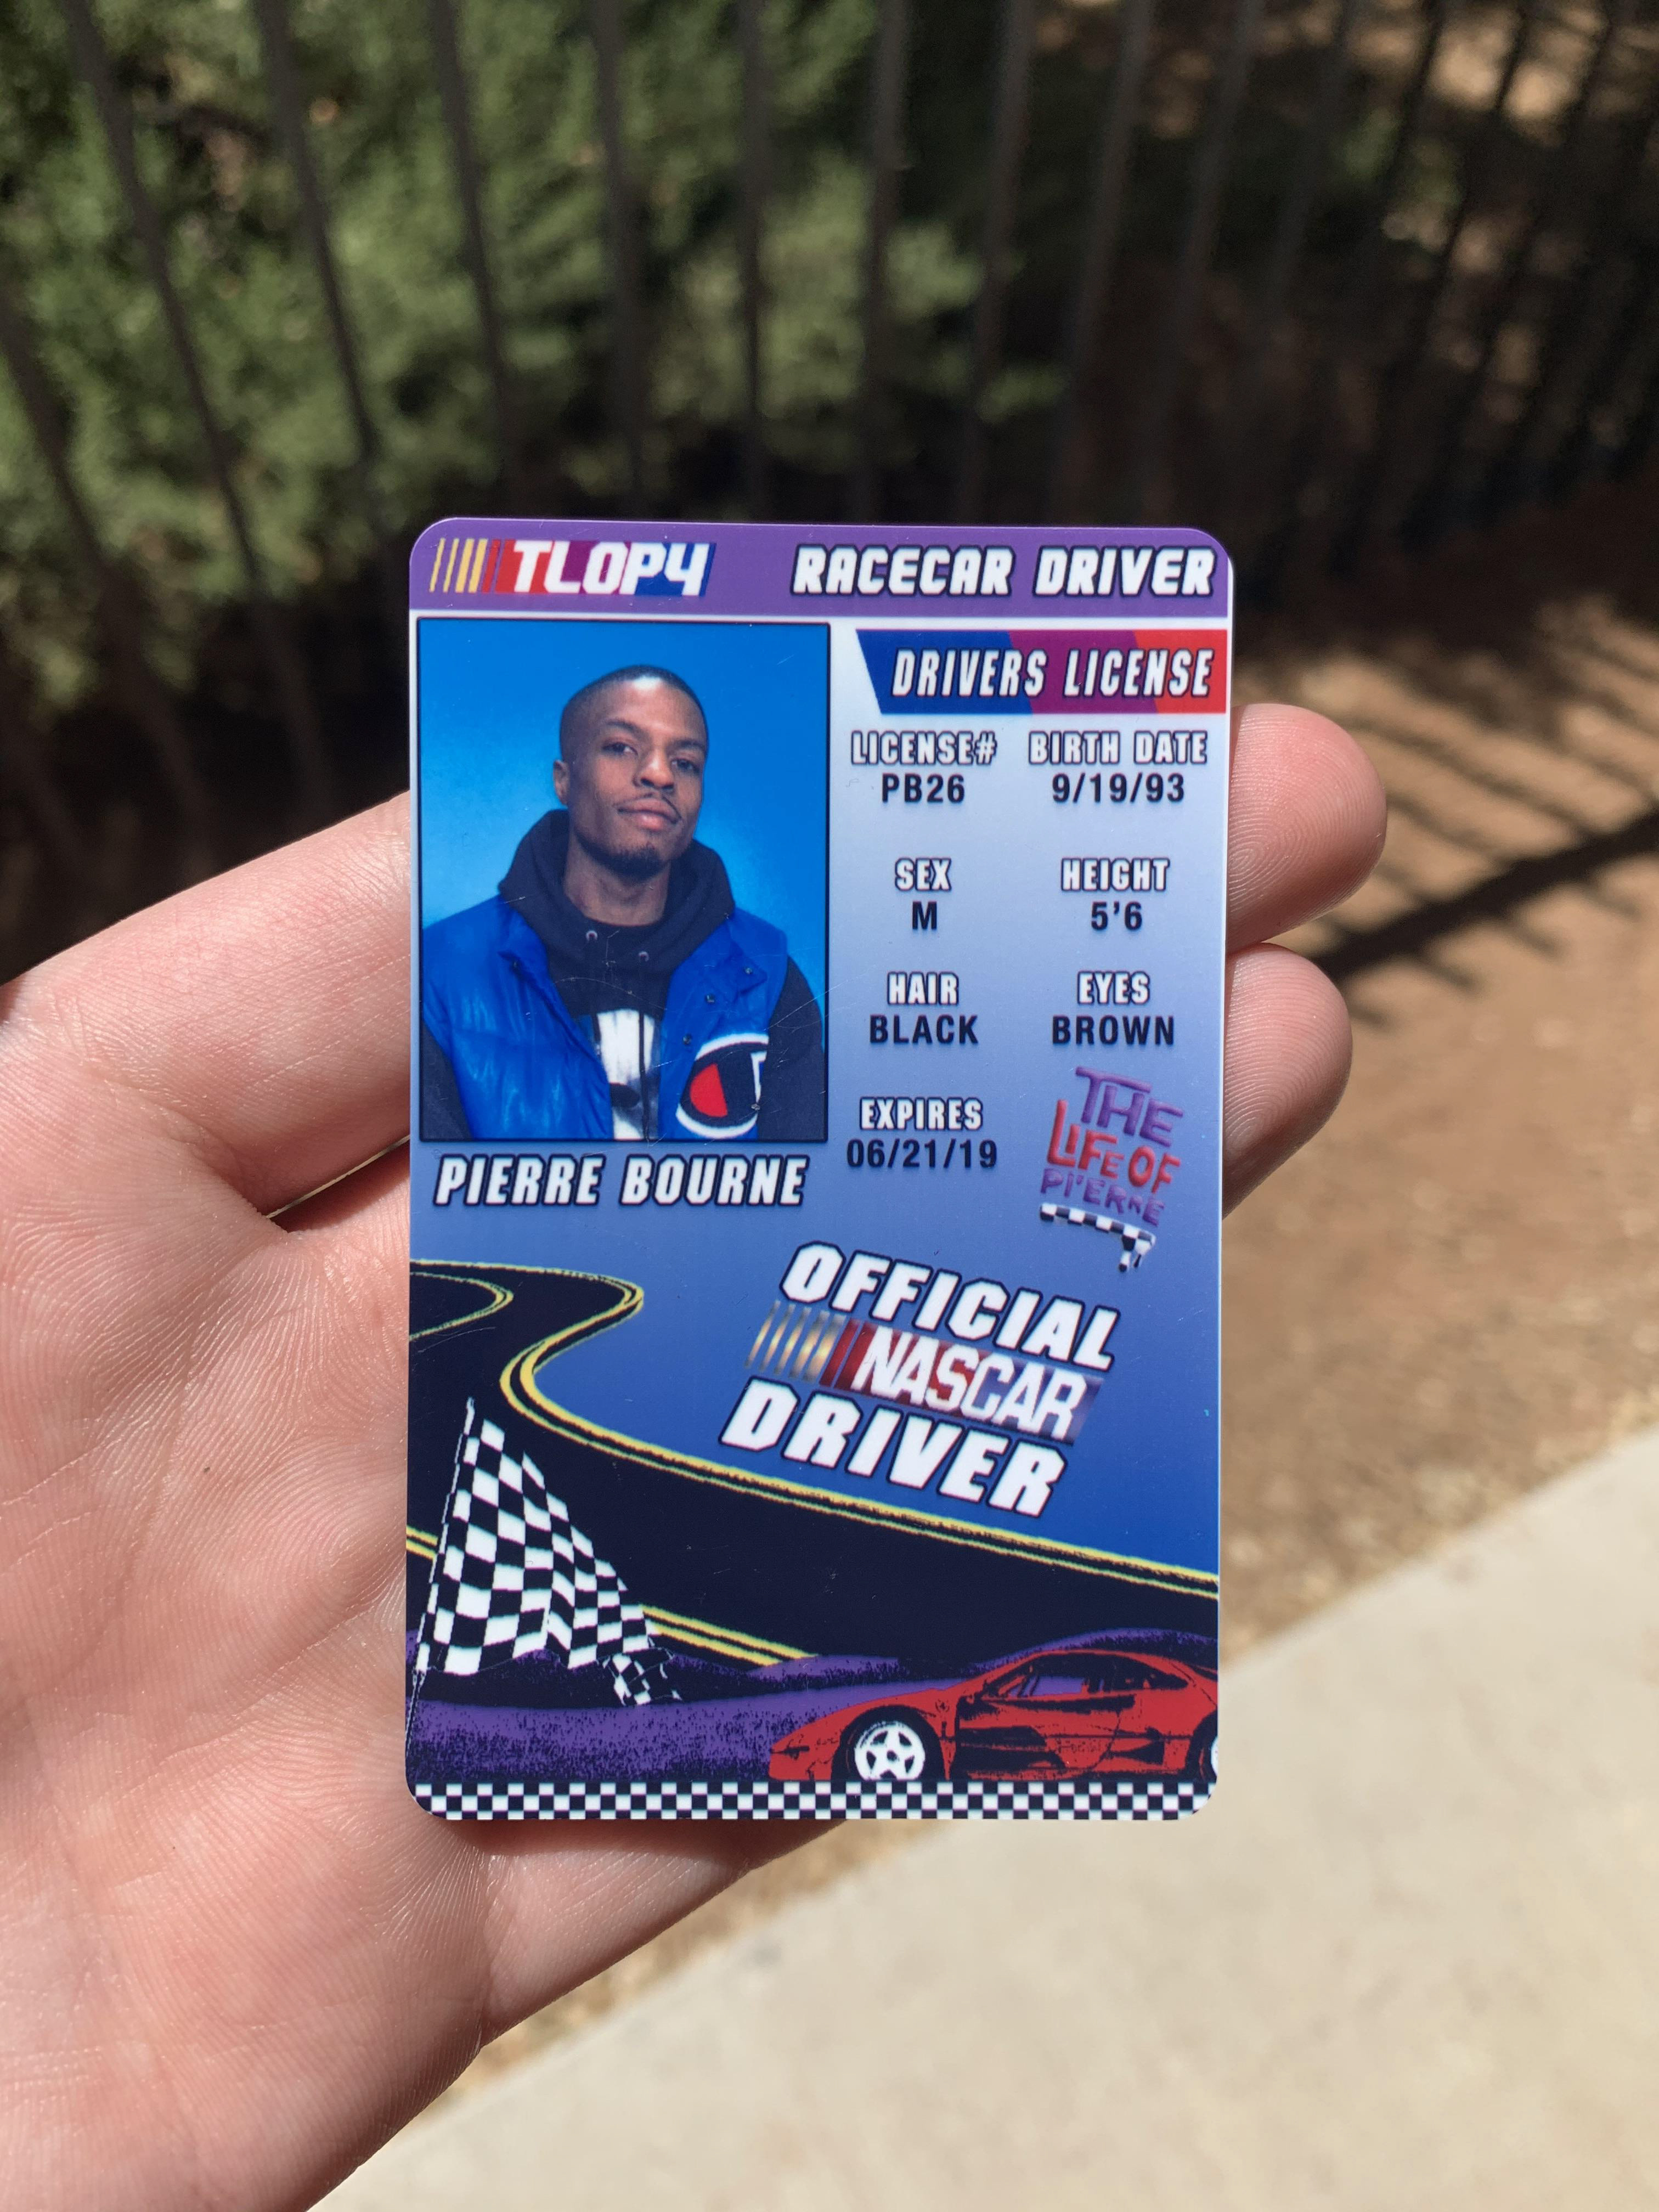 TLOP4 RACECAR DRIVER
DRIVERS LICENSE
LICENSE# BIRTH DATE
PB26 9/19/93
SEX HEIGHT
M 5'6
HAIR EYES
BLACK BROWN
EXPIRES
06/21/19
THE
LIFE OF
PI'ERRE
PIERRE BOURNE
OFFICIAL
NASCAR
DRIVER